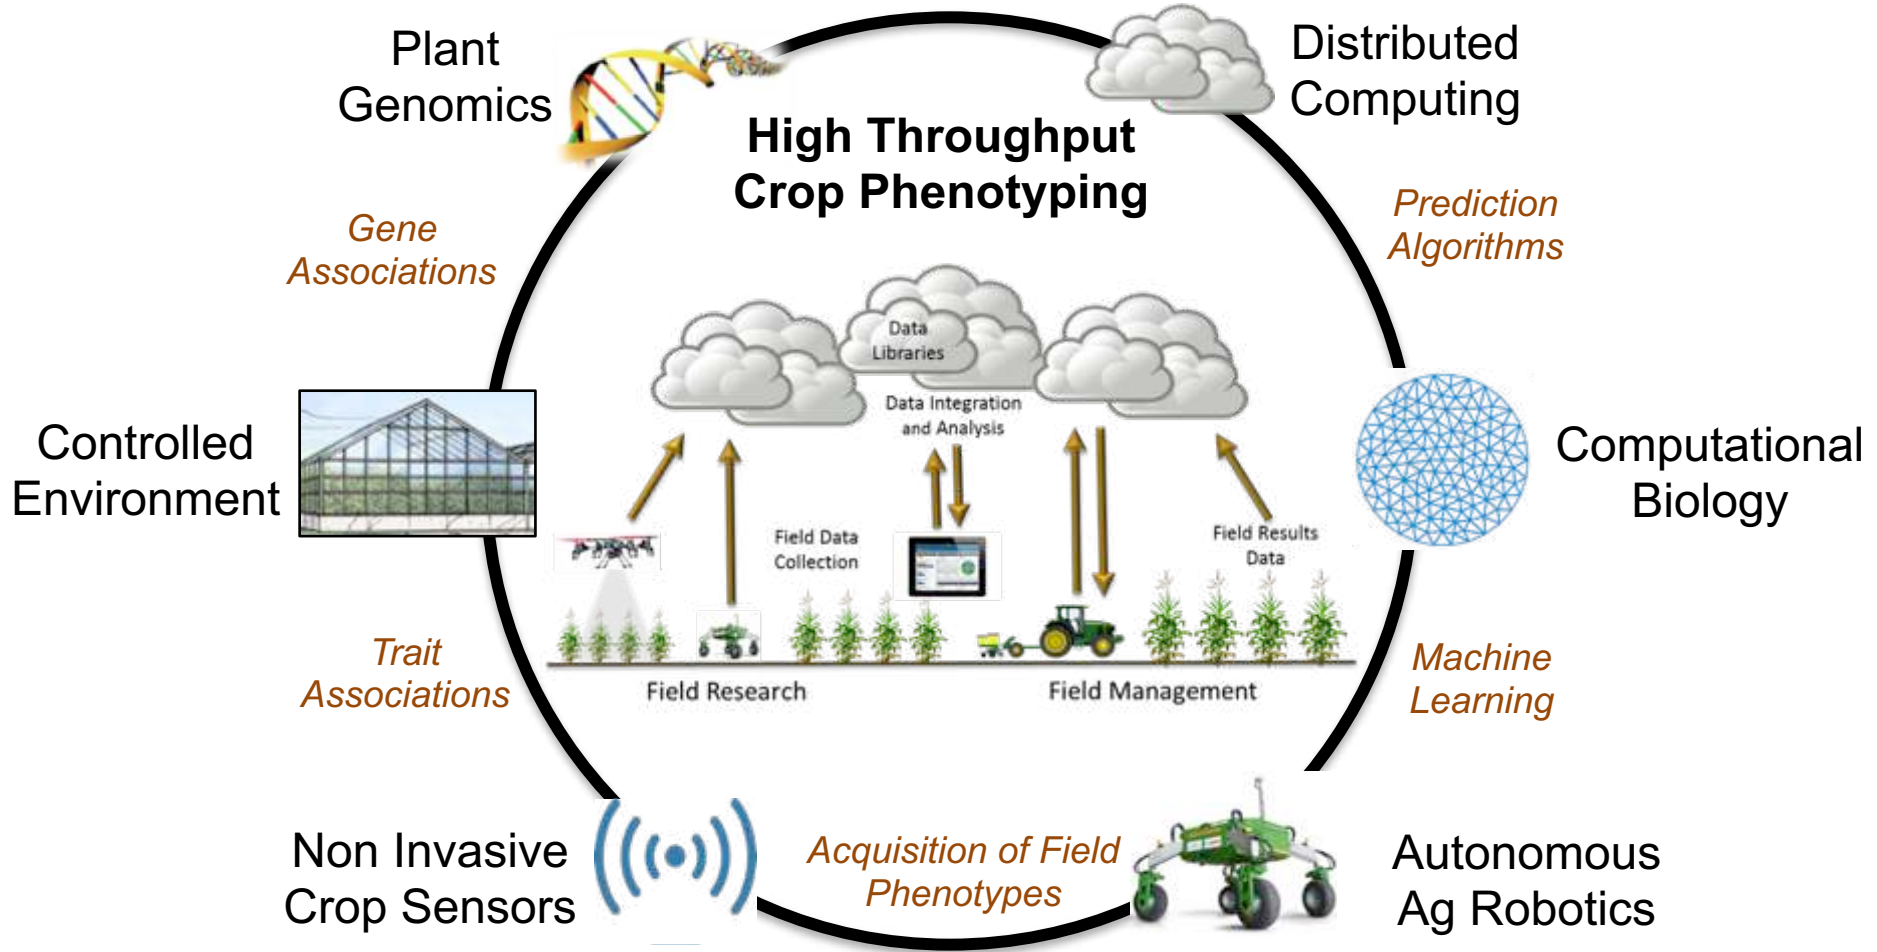 Plant
Genomics
Distributed
Computing
High Throughput
Crop Phenotyping
Gene
Associations
Prediction
Algorithms
Data
Libraries
Data Integration
and Analysis
Controlled
Environment
Computational
Biology
Field Data
Collection
Field Results
Data
Trait
Associations
Machine
Learning
Field Research
Field Management
Non Invasive
Crop Sensors
Acquisition of Field
Phenotypes
Autonomous
Ag Robotics